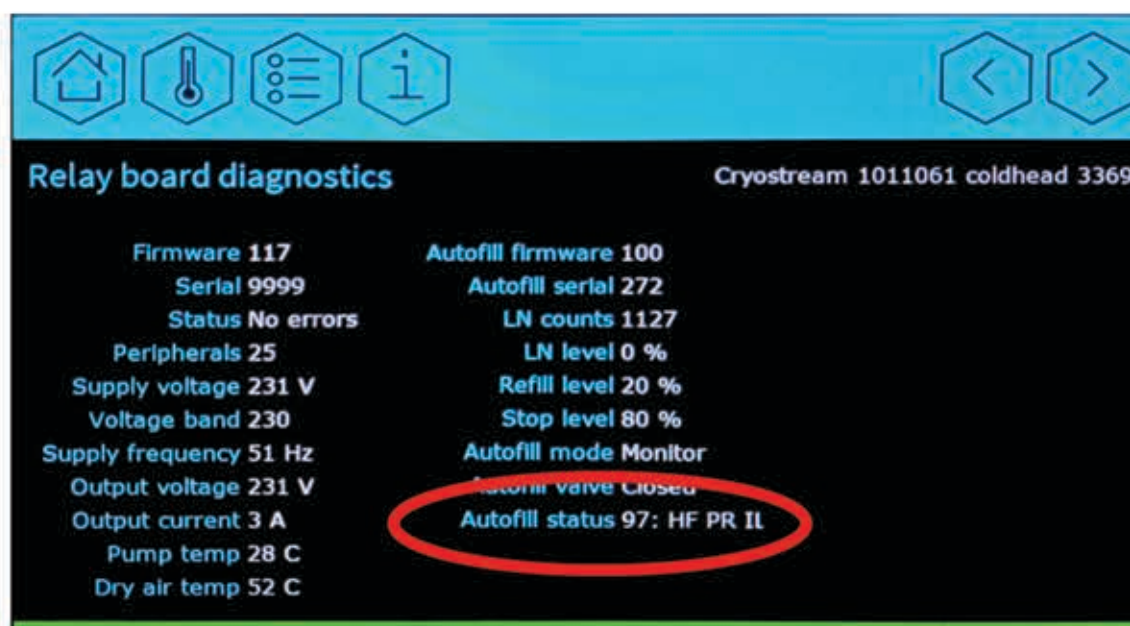 Relay board diagnostics
Cryostream 1011061 coldhead 3369
Firmware 117
Serial 9999
Status No errors
Peripherals 25
Supply voltage 231 V
Voltage band 230
Supply frequency 51 Hz
Output voltage 231 V
Output current 3 A
Pump temp 28 C
Dry air temp 52 C
Autofill firmware 100
Autofill serial 272
LN counts 1127
LN level 0 %
Refill level 20 %
Stop level 80 %
Autofill mode Monitor
Autofill valve Closed
Autofill status 97: HF PR IL